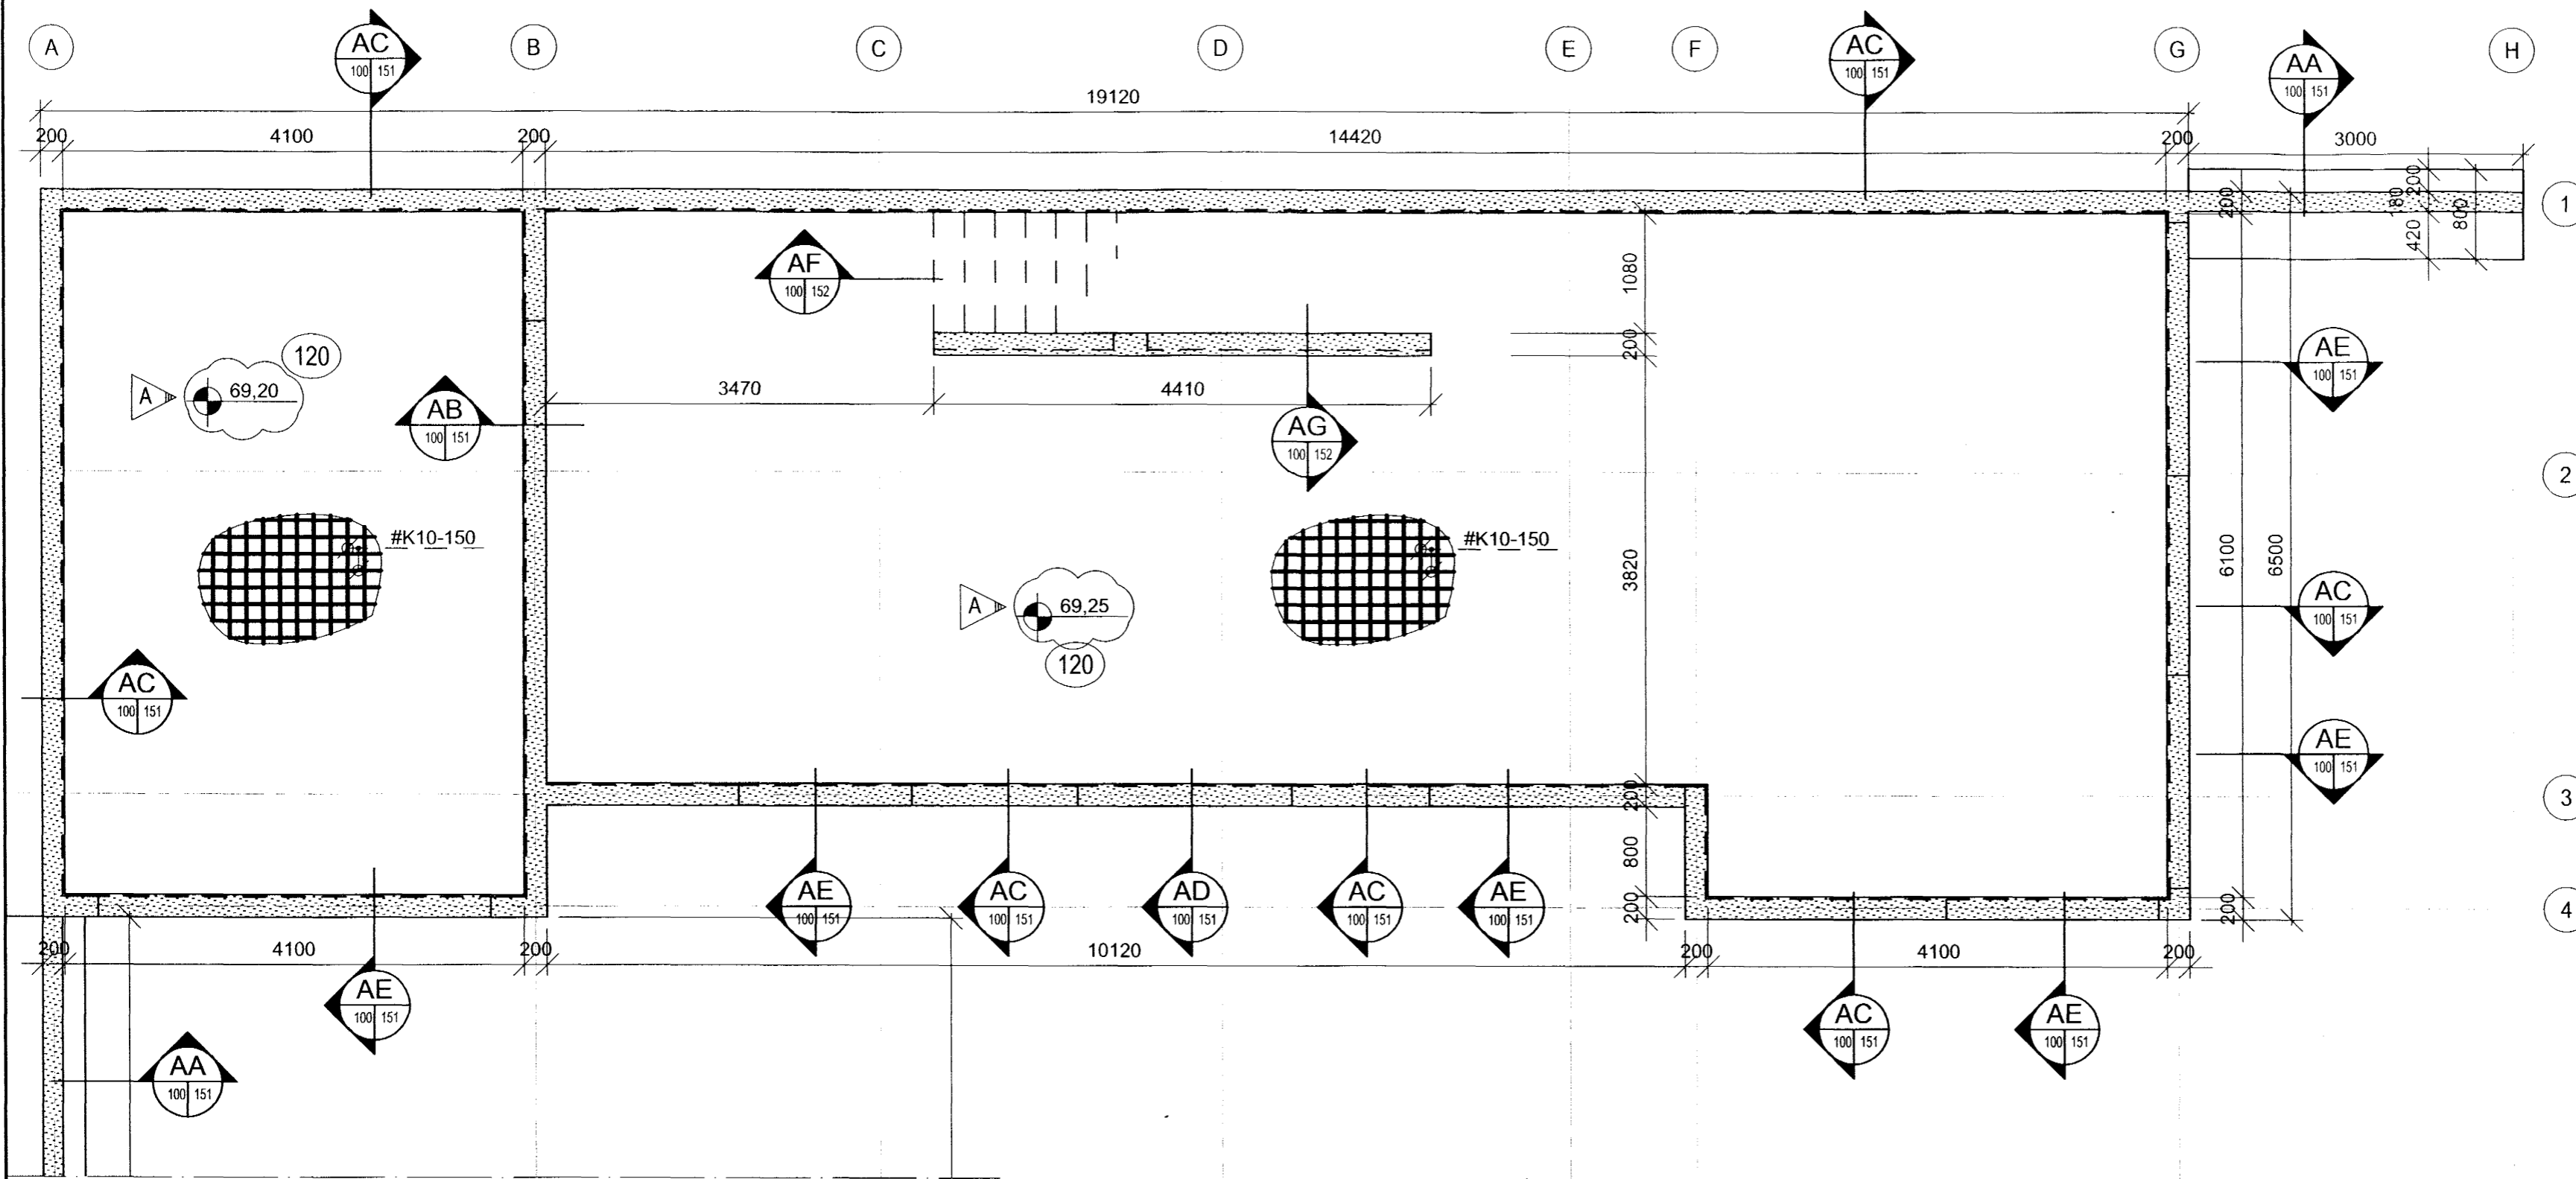 A B C D E F G H
AC 100 151
AC 100 151
AA 100 151
19120
200 4100 200 14420 200 3000
200 180 200 420 800
1
AF 100 152
1080
120
A 69,20
200
AE 100 151
3470 4410
AB 100 151
AG 100 152
2
#K10-150
#K10-150
3820 6100 6500
A 69,25
120
AC 100 151
AC 100 151
AE 100 151
200
3
800
AE 100 151
AC 100 151
AD 100 151
AC 100 151
AE 100 151
200 200
4
200 4100 200 10120 200 4100 200
AE 100 151
AC 100 151
AE 100 151
AA 100 151